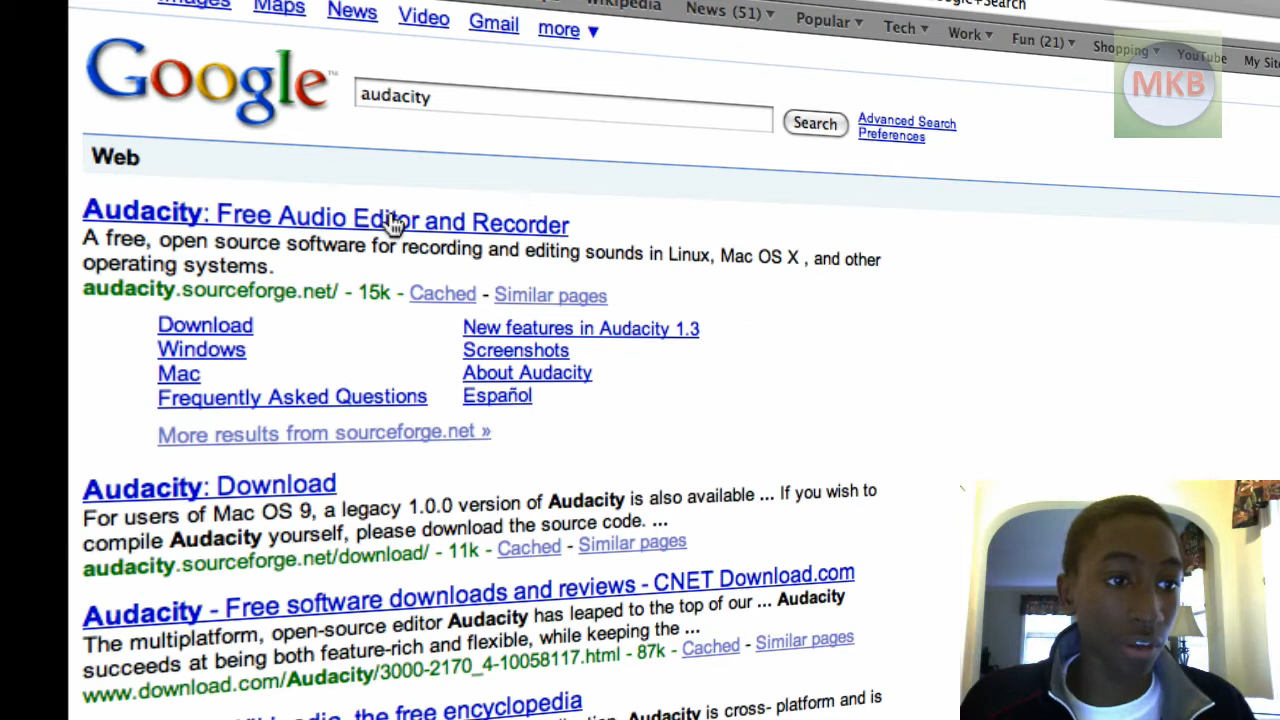 Images Maps News Video Gmail more ▼
Wikipedia News (51) ▼ Popular ▼ Tech ▼ Work ▼ Fun (21) ▼ Shopping ▼ YouTube My Sit
Search
MKB
Google™
audacity
Search
Advanced Search
Preferences
Web
Audacity: Free Audio Editor and Recorder
A free, open source software for recording and editing sounds in Linux, Mac OS X , and other
operating systems.
audacity.sourceforge.net/ - 15k - Cached - Similar pages
Download
Windows
Mac
Frequently Asked Questions
New features in Audacity 1.3
Screenshots
About Audacity
Español
More results from sourceforge.net »
Audacity: Download
For users of Mac OS 9, a legacy 1.0.0 version of Audacity is also available ... If you wish to
compile Audacity yourself, please download the source code. ...
audacity.sourceforge.net/download/ - 11k - Cached - Similar pages
Audacity - Free software downloads and reviews - CNET Download.com
The multiplatform, open-source editor Audacity has leaped to the top of our ... Audacity
succeeds at being both feature-rich and flexible, while keeping the ...
www.download.com/Audacity/3000-2170_4-10058117.html - 87k - Cached - Similar pages
the free encyclopedia
Audacity is cross- platform and is